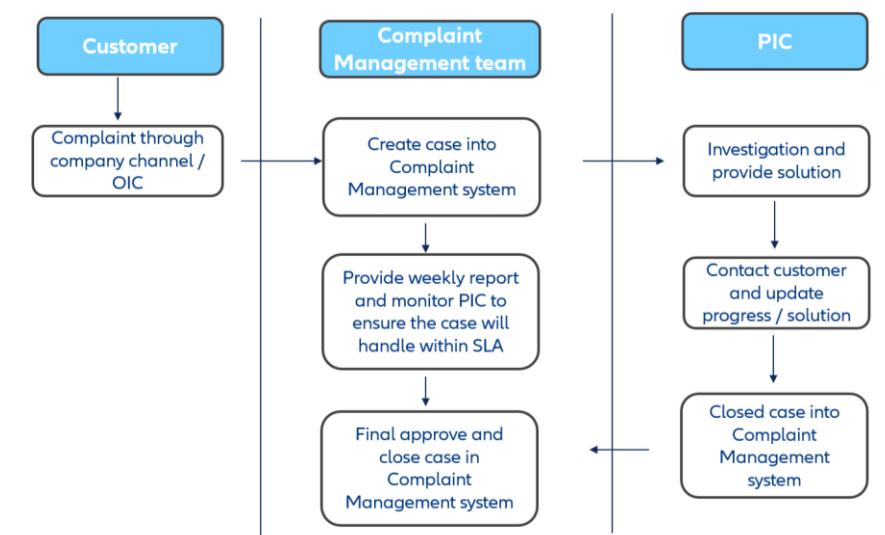 Customer
Complaint
Management team
PIC
Complaint through
company channel /
OIC
Create case into
Complaint
Management system
Investigation and
provide solution
Provide weekly report
and monitor PIC to
ensure the case will
handle within SLA
Contact customer
and update
progress / solution
Final approve and
close case in
Complaint
Management system
Closed case into
Complaint
Management
system